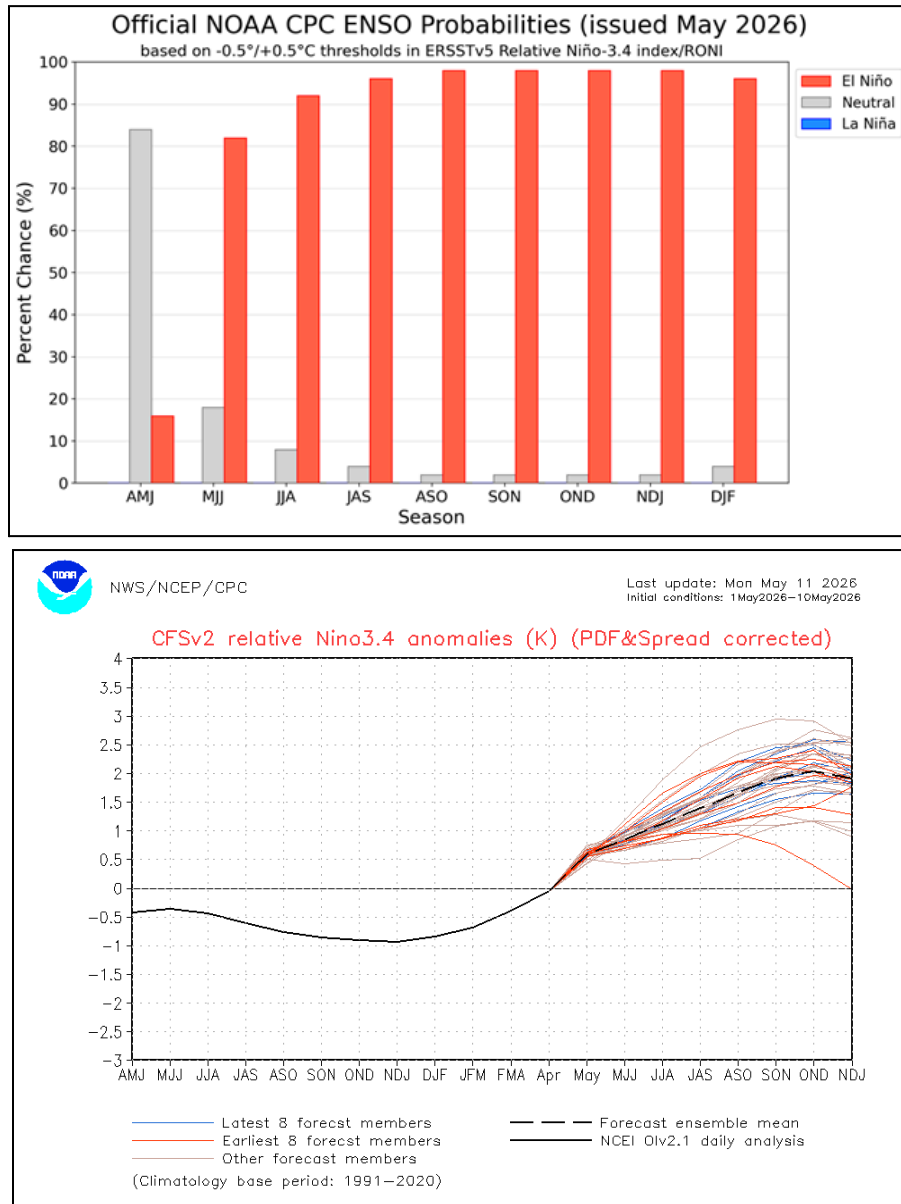 Official NOAA CPC ENSO Probabilities (issued May 2026)
based on -0.5°/+0.5°C thresholds in ERSSTv5 Relative Niño-3.4 index/RONI
Percent Chance (%)
100
90
80
70
60
50
40
30
20
10
0
AMJ MJJ JJA JAS ASO SON OND NDJ DJF
Season
El Niño
Neutral
La Niña
NOAA
NWS/NCEP/CPC
Last update: Mon May 11 2026
Initial conditions: 1May2026-10May2026
CFSv2 relative Nino3.4 anomalies (K) (PDF&Spread corrected)
4
3.5
3
2.5
2
1.5
1
0.5
0
-0.5
-1
-1.5
-2
-2.5
-3
AMJ MJJ JJA JAS ASO SON OND NDJ DJF JFM FMA Apr May MJJ JJA JAS ASO SON OND NDJ
Latest 8 forecst members
Earliest 8 forecst members
Other forecast members
Forecast ensemble mean
NCEI OIv2.1 daily analysis
(Climatology base period: 1991-2020)